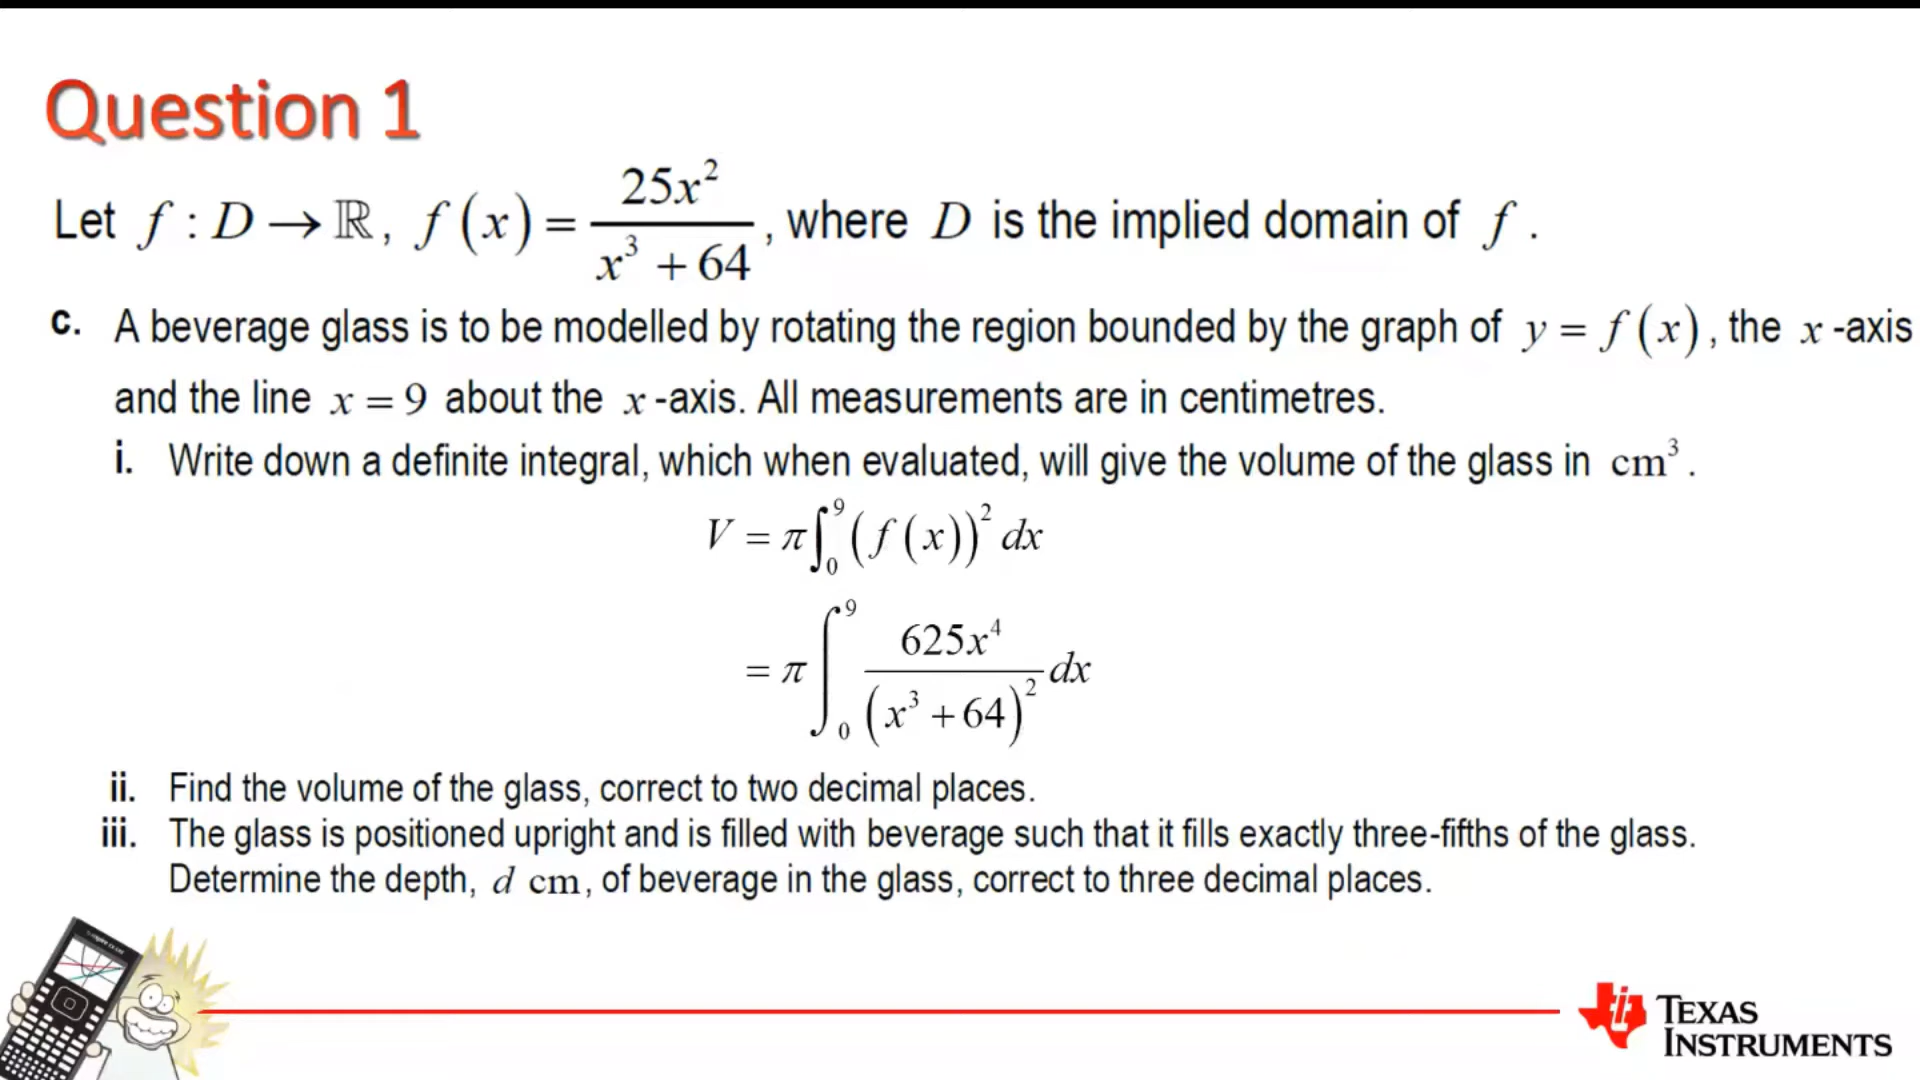 Question 1
Let f : D → ℝ, f(x) = 25x² / (x³ + 64), where D is the implied domain of f.
c. A beverage glass is to be modelled by rotating the region bounded by the graph of y = f(x), the x-axis
and the line x = 9 about the x-axis. All measurements are in centimetres.
i. Write down a definite integral, which when evaluated, will give the volume of the glass in cm³.
V = π∫₀⁹ (f(x))² dx
= π∫₀⁹ 625x⁴ / (x³ + 64)² dx
ii. Find the volume of the glass, correct to two decimal places.
iii. The glass is positioned upright and is filled with beverage such that it fills exactly three-fifths of the glass.
Determine the depth, d cm, of beverage in the glass, correct to three decimal places.
TEXAS
INSTRUMENTS